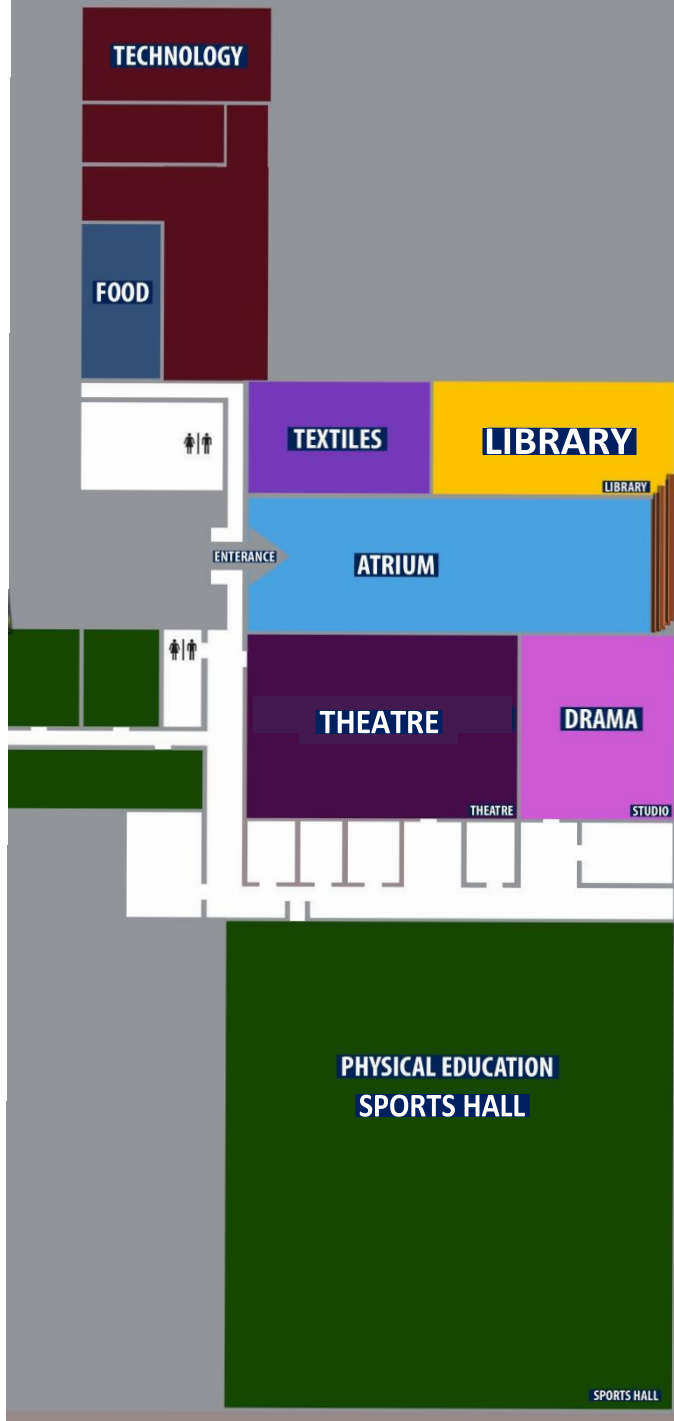 TECHNOLOGY
FOOD
TEXTILES
LIBRARY
LIBRARY
ENTERANCE
ATRIUM
THEATRE
DRAMA
THEATRE
STUDIO
PHYSICAL EDUCATION
SPORTS HALL
SPORTS HALL